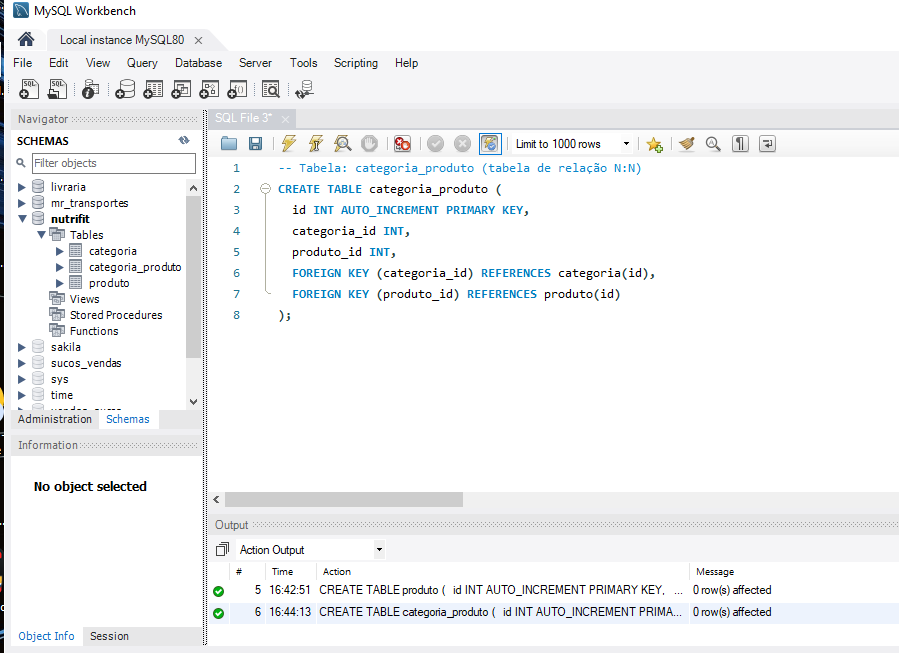 MySQL Workbench
Local instance MySQL80
File Edit View Query Database Server Tools Scripting Help
Navigator
SCHEMAS
Filter objects
livraria
mr_transportes
nutrifit
Tables
categoria
categoria_produto
produto
Views
Stored Procedures
Functions
sakila
sucos_vendas
sys
time
Administration Schemas
Information
No object selected
Object Info Session
SQL File 3*
Limit to 1000 rows
1 -- Tabela: categoria_produto (tabela de relação N:N)
2 CREATE TABLE categoria_produto (
3 id INT AUTO_INCREMENT PRIMARY KEY,
4 categoria_id INT,
5 produto_id INT,
6 FOREIGN KEY (categoria_id) REFERENCES categoria(id),
7 FOREIGN KEY (produto_id) REFERENCES produto(id)
8 );
Output
Action Output
# Time Action Message
5 16:42:51 CREATE TABLE produto ( id INT AUTO_INCREMENT PRIMARY KEY, ... 0 row(s) affected
6 16:44:13 CREATE TABLE categoria_produto ( id INT AUTO_INCREMENT PRIMA... 0 row(s) affected